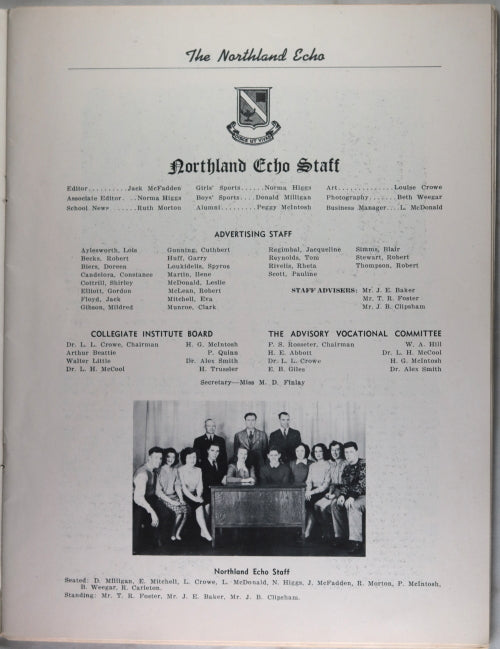 The Northland Echo
Northland Echo Staff
Editor..........Jack McFadden Girls' Sports......Norma Higgs Art..............Louise Crowe
Associate Editor..Norma Higgs Boys' Sports....Donald Milligan Photography.......Beth Weegar
School News ......Ruth Morton Alumni.........Peggy McIntosh Business Manager....L. McDonald
ADVERTISING STAFF
Aylesworth, Lois Gunning, Cuthbert Regimbal, Jacqueline Simms, Blair
Berks, Robert Huff, Garry Reynolds, Tom Stewart, Robert
Biers, Doreen Loukidelis, Spyros Rivelis, Rheta Thompson, Robert
Candelora, Constance Martin, Ilene Scott, Pauline
Cottrill, Shirley McDonald, Leslie
Elliott, Gordon McLean, Robert STAFF ADVISERS: Mr. J. E. Baker
Floyd, Jack Mitchell, Eva Mr. T. R. Foster
Gibson, Mildred Munroe, Clark Mr. J. B. Clipsham
COLLEGIATE INSTITUTE BOARD THE ADVISORY VOCATIONAL COMMITTEE
Dr. L. L. Crowe, Chairman H. G. McIntosh F. S. Rosseter, Chairman W. A. Hill
Arthur Beattie P. Quinn H. E. Abbott Dr. L. H. McCool
Walter Little Dr. Alex Smith Dr. L. L. Crowe H. G. McIntosh
Dr. L. H. McCool H. Trussler E. B. Giles Dr. Alex Smith
Secretary—Miss M. D. Finlay
Northland Echo Staff
Seated: D. Milligan, E. Mitchell, L. Crowe, L. McDonald, N. Higgs, J. McFadden, R. Morton, P. McIntosh,
B. Weegar, R. Carleton.
Standing: Mr. T. R. Foster, Mr. J. E. Baker, Mr. J. B. Clipsham.